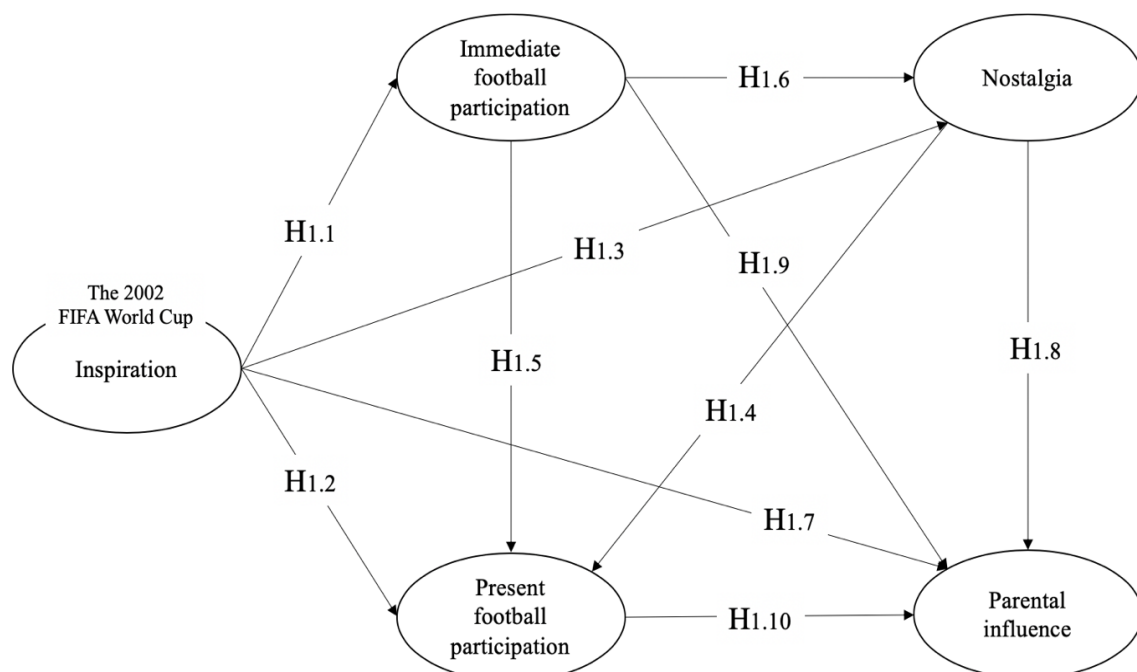 Immediate
football
participation
H1.6
Nostalgia
H1.1
H1.3
H1.9
The 2002
FIFA World Cup
Inspiration
H1.5
H1.8
H1.4
H1.2
H1.7
Present
football
participation
H1.10
Parental
influence